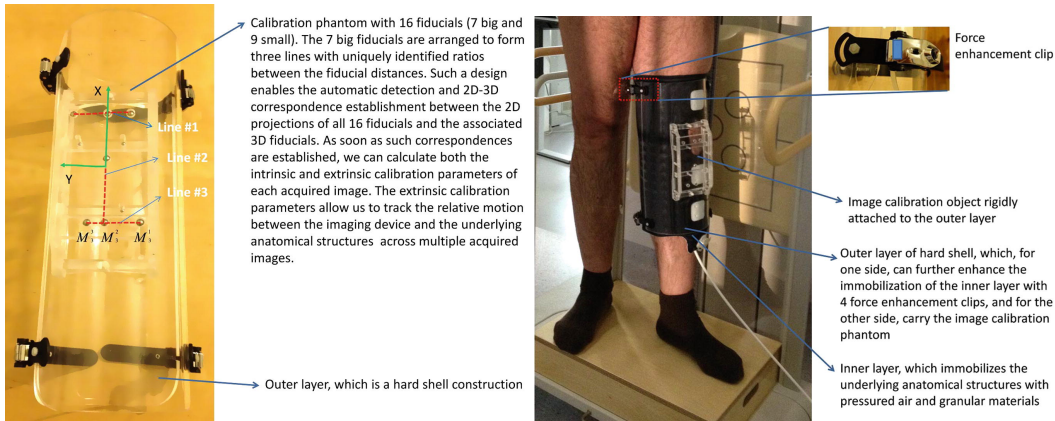 Calibration phantom with 16 fiducials (7 big and
9 small). The 7 big fiducials are arranged to form
three lines with uniquely identified ratios
between the fiducial distances. Such a design
enables the automatic detection and 2D-3D
correspondence establishment between the 2D
projections of all 16 fiducials and the associated
3D fiducials. As soon as such correspondences
are established, we can calculate both the
intrinsic and extrinsic calibration parameters of
each acquired image. The extrinsic calibration
parameters allow us to track the relative motion
between the imaging device and the underlying
anatomical structures across multiple acquired
images.
X
Line #1
Line #2
Y
Line #3
M₃³ M₂³ M₁³
Outer layer, which is a hard shell construction
Force
enhancement clip
Image calibration object rigidly
attached to the outer layer
Outer layer of hard shell, which, for
one side, can further enhance the
immobilization of the inner layer with
4 force enhancement clips, and for the
other side, carry the image calibration
phantom
Inner layer, which immobilizes the
underlying anatomical structures with
pressured air and granular materials